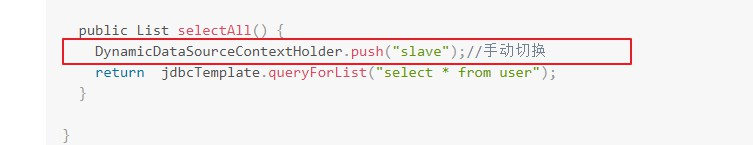 public List selectAll() {
DynamicDataSourceContextHolder.push("slave");//手动切换
return  jdbcTemplate.queryForList("select * from user");
}
}